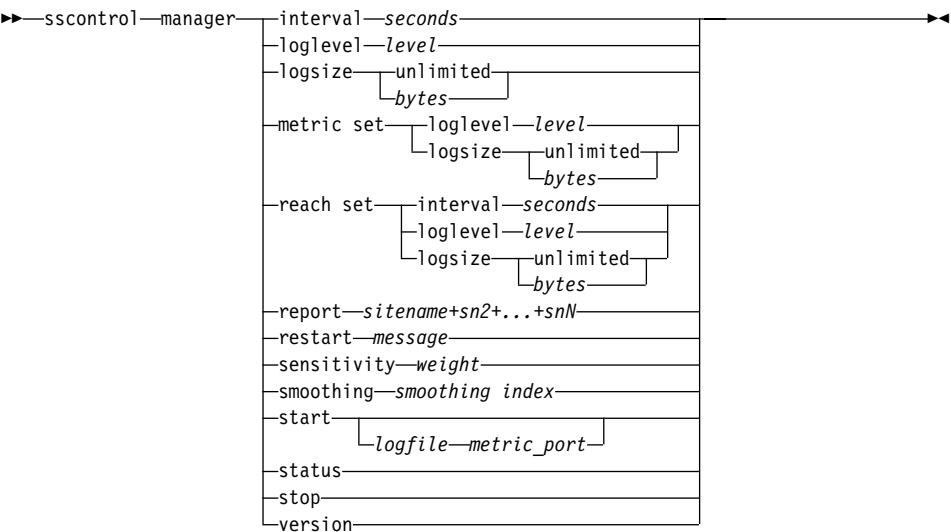 sscontrol manager interval seconds
loglevel level
logsize unlimited
bytes
metric set loglevel level
logsize unlimited
bytes
reach set interval seconds
loglevel level
logsize unlimited
bytes
report sitename+sn2+...+snN
restart message
sensitivity weight
smoothing smoothing index
start
logfile metric_port
status
stop
version